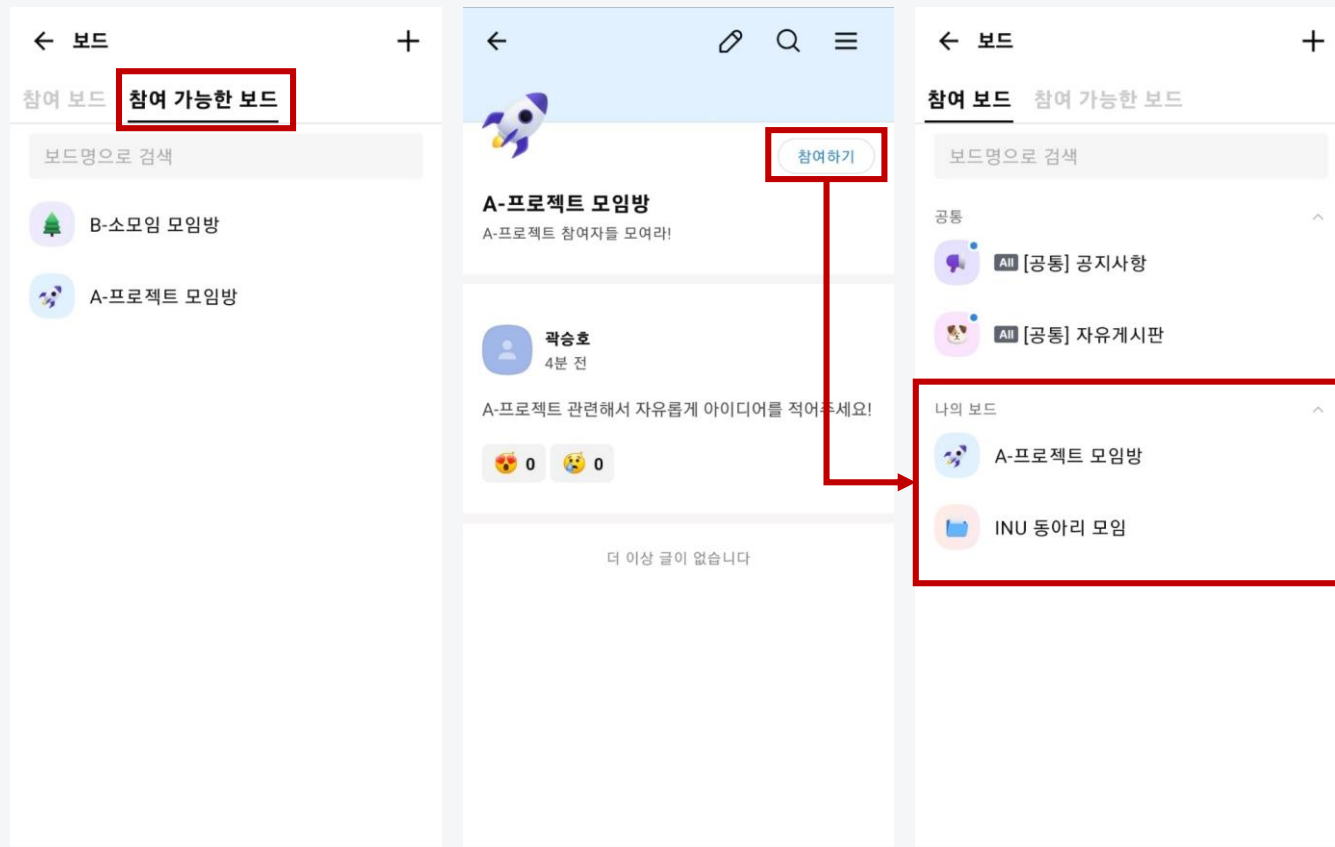 보드
참여 보드 참여 가능한 보드
보드명으로 검색
B-소모임 모임방
A-프로젝트 모임방
참여하기
A-프로젝트 모임방
A-프로젝트 참여자들 모여라!
곽승호
4분 전
A-프로젝트 관련해서 자유롭게 아이디어를 적어주세요!
0 0
더 이상 글이 없습니다
보드
참여 보드 참여 가능한 보드
보드명으로 검색
공통
All [공통] 공지사항
All [공통] 자유게시판
나의 보드
A-프로젝트 모임방
INU 동아리 모임